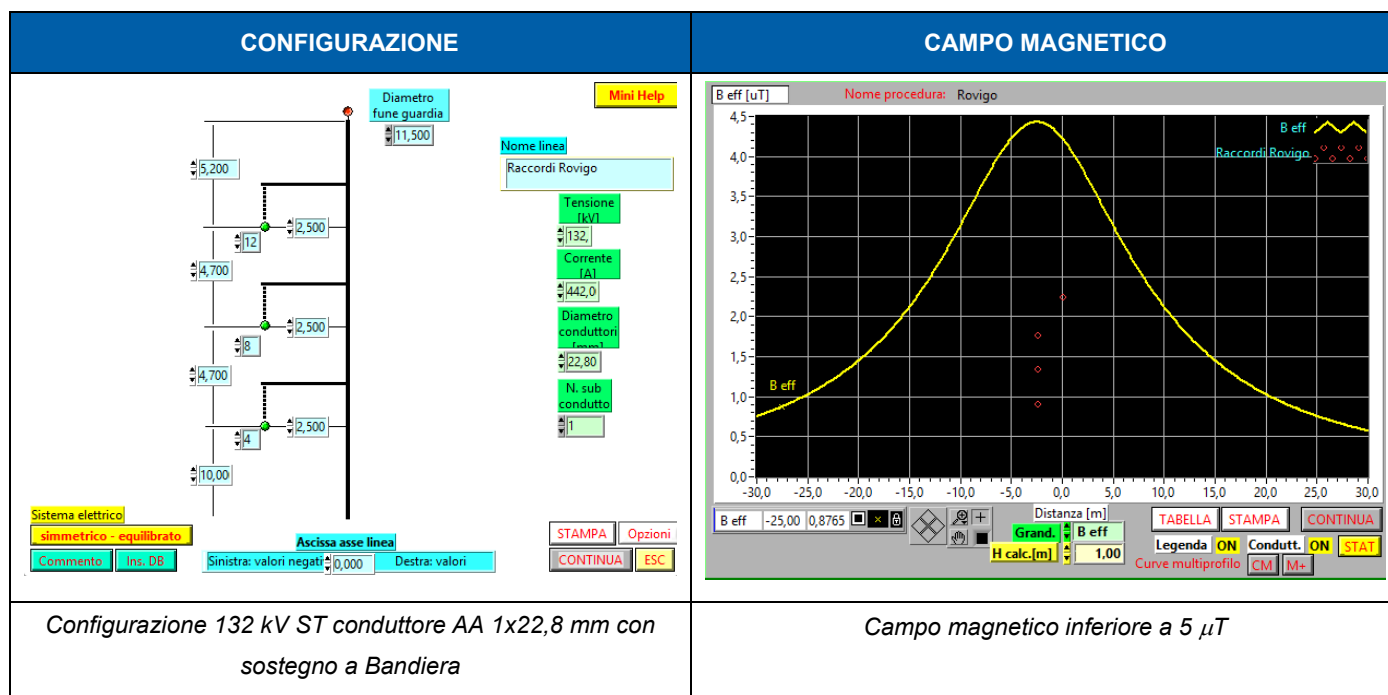 CONFIGURAZIONE
CAMPO MAGNETICO
Diametro
fune guardia
11,500
Mini Help
Nome linea
Raccordi Rovigo
5,200
2,500
12
4,700
2,500
8
4,700
2,500
4
10,00
Tensione
[kV]
132,
Corrente
[A]
442,0
Diametro
conduttori
[mm]
22,80
N. sub
condutto
1
Sistema elettrico
simmetrico - equilibrato
Commento
Ins. DB
Ascissa asse linea
Sinistra: valori negati
0,000
Destra: valori
STAMPA
Opzioni
CONTINUA
ESC
B eff [uT]
Nome procedura: Rovigo
4,5
4,0
3,5
3,0
2,5
2,0
1,5
1,0
0,5
0,0
B eff
Raccordi Rovigo
B eff
-30,0 -25,0 -20,0 -15,0 -10,0 -5,0 0,0 5,0 10,0 15,0 20,0 25,0 30,0
Distanza [m]
B eff -25,00 0,8765
Grand. B eff
H calc.[m] 1,00
TABELLA STAMPA CONTINUA
Legenda ON Condutt. ON STAT
Curve multiprofilo CM M+
Configurazione 132 kV ST conduttore AA 1x22,8 mm con
sostegno a Bandiera
Campo magnetico inferiore a 5 μT